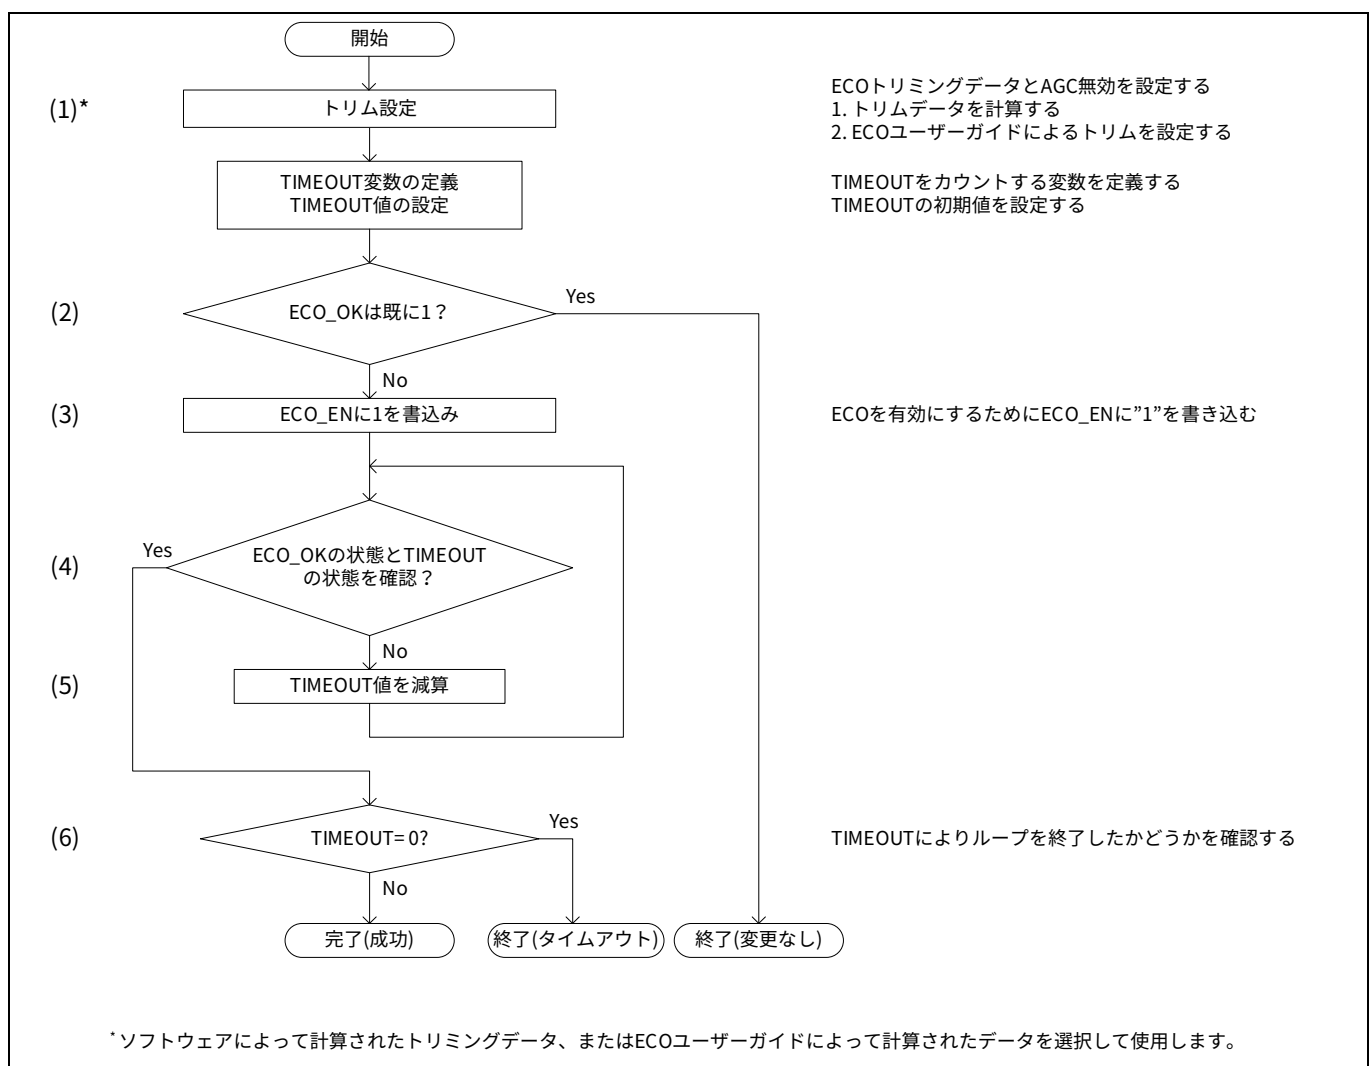 開始
(1)*
トリム設定
ECOトリミングデータとAGC無効を設定する
1. トリムデータを計算する
2. ECOユーザーガイドによるトリムを設定する
TIMEOUT変数の定義
TIMEOUT値の設定
TIMEOUTをカウントする変数を定義する
TIMEOUTの初期値を設定する
(2)
ECO_OKは既に1？
Yes
No
(3)
ECO_ENに1を書込み
ECOを有効にするためにECO_ENに”1”を書き込む
(4)
Yes
ECO_OKの状態とTIMEOUT
の状態を確認？
No
(5)
TIMEOUT値を減算
(6)
TIMEOUT= 0?
Yes
TIMEOUTによりループを終了したかどうかを確認する
No
完了(成功)
終了(タイムアウト)
終了(変更なし)
* ソフトウェアによって計算されたトリミングデータ、またはECOユーザーガイドによって計算されたデータを選択して使用します。